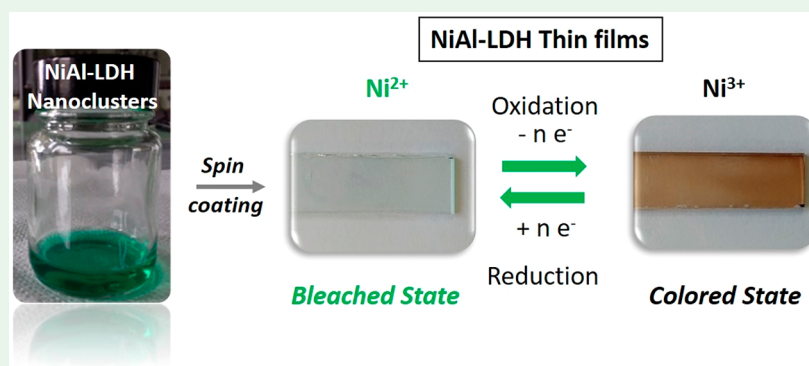 NiAl-LDH Thin films
NiAl-LDH
Nanoclusters
Spin
coating
Ni²⁺
Oxidation
- n e⁻
+ n e⁻
Reduction
Ni³⁺
Bleached State
Colored State